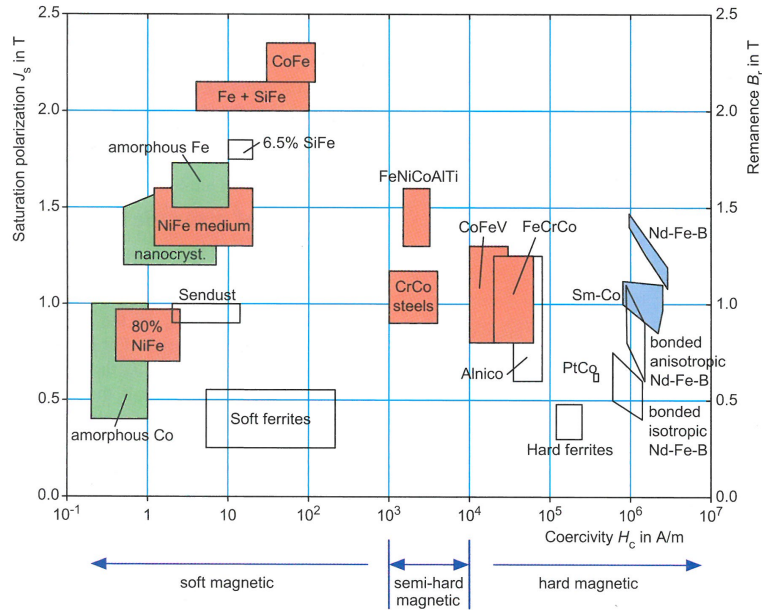 Saturation polarization Js in T
Remanence Br in T
2.5
2.0
1.5
1.0
0.5
0.0
2.5
2.0
1.5
1.0
0.5
0.0
CoFe
Fe + SiFe
6.5% SiFe
amorphous Fe
FeNiCoAlTi
NiFe medium
nanocryst.
CoFeV
FeCrCo
Nd-Fe-B
Sendust
CrCo
steels
Sm-Co
80%
NiFe
bonded
anisotropic
Nd-Fe-B
Alnico
PtCo
Soft ferrites
bonded
isotropic
Nd-Fe-B
amorphous Co
Hard ferrites
10-1
1
10
102
103
104
105
106
107
Coercivity Hc in A/m
soft magnetic
semi-hard
magnetic
hard magnetic